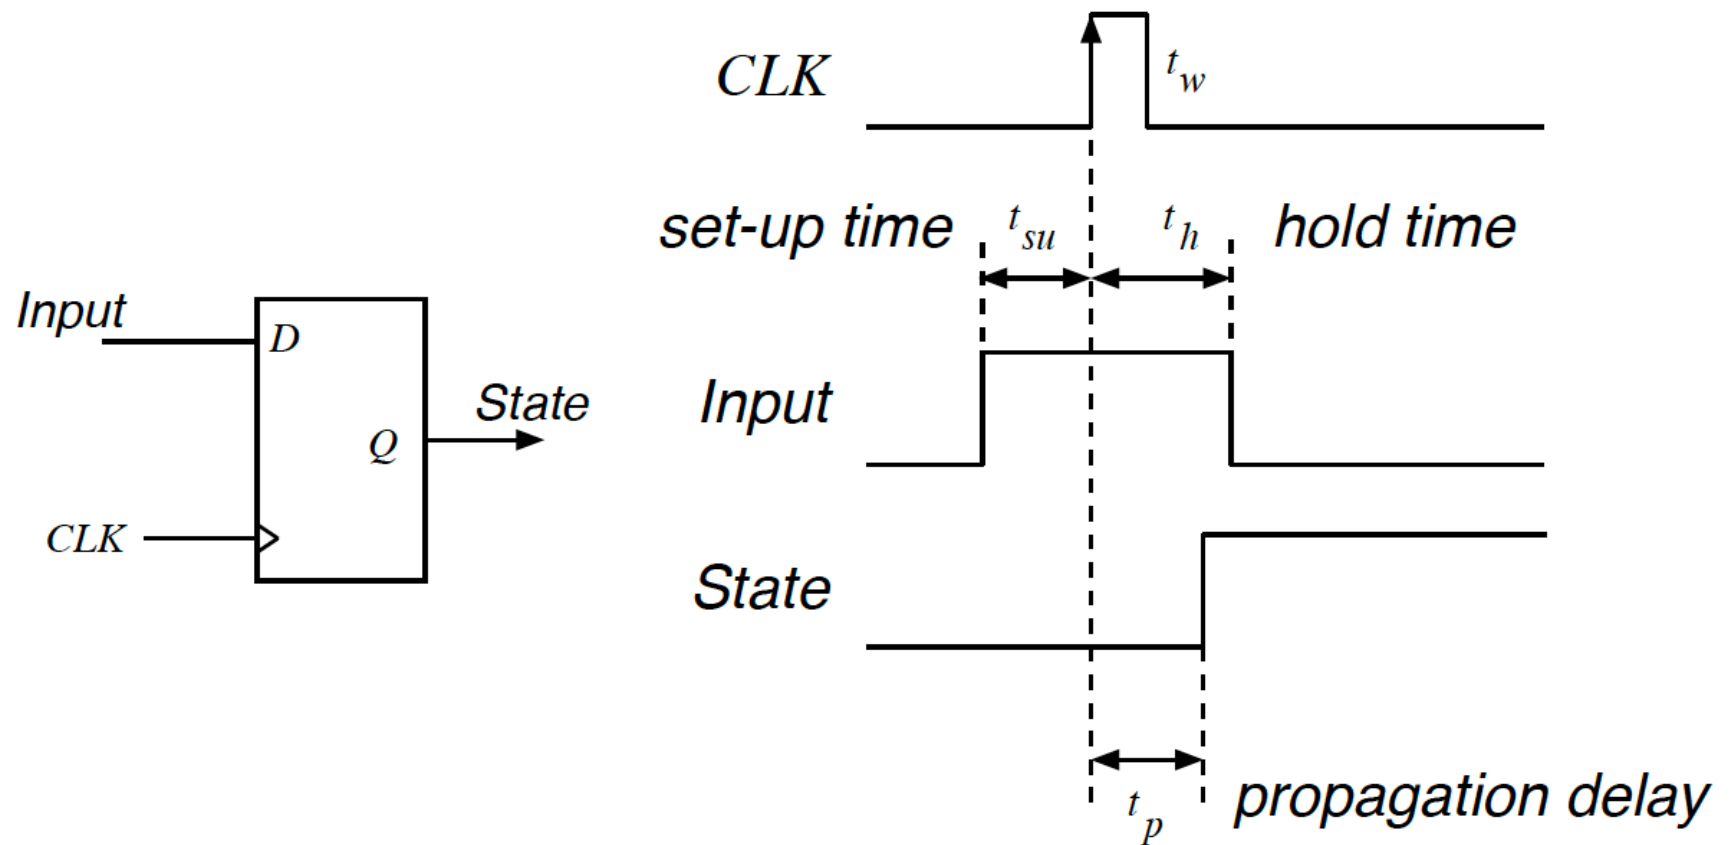 Input
D
Q
State
CLK
CLK
t_w
set-up time
t_su
t_h
hold time
Input
State
t_p
propagation delay